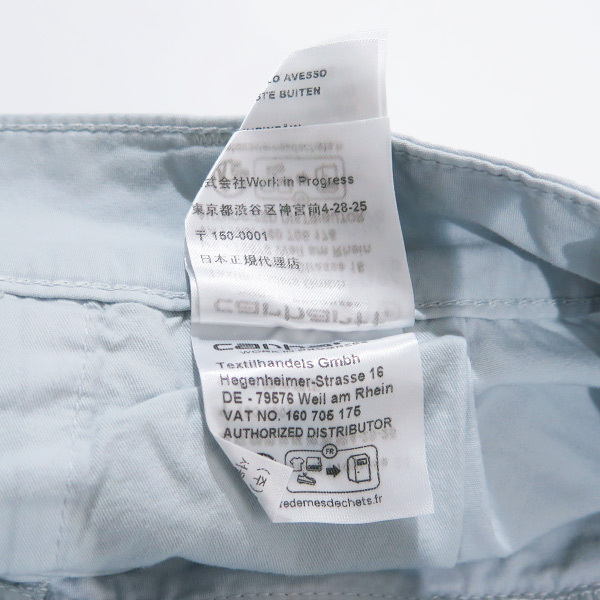 LO AVESSO
STE BUITEN
式会社Work in Progress
東京都渋谷区神宮前4-28-25
〒150-0001
日本正規代理店
carhartt
Textilhandels Gmbh
Hegenheimer-Strasse 16
DE - 79576 Weil am Rhein
VAT NO. 160 705 175
AUTHORIZED DISTRIBUTOR
FR
edemesdechets.fr